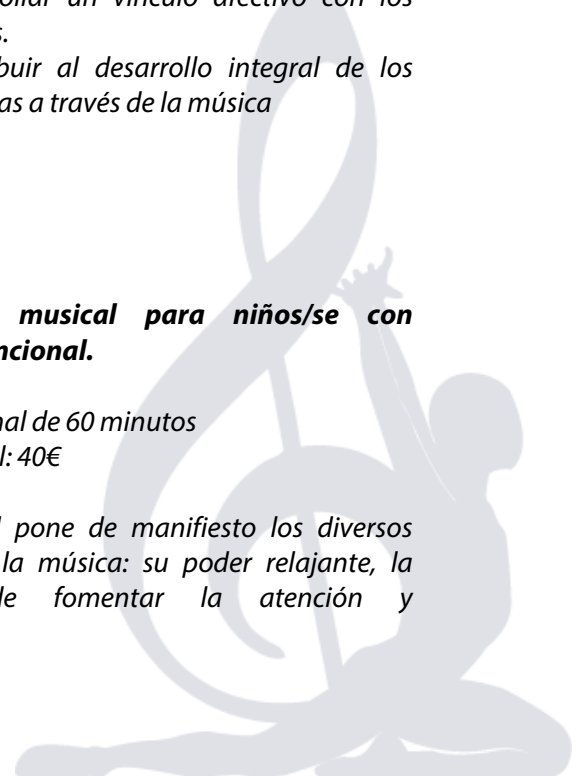 ollar un vínculo afectivo con los
s.
buir al desarrollo integral de los
as a través de la música
musical para niños/se con
ncional.
nal de 60 minutos
l: 40€
l pone de manifiesto los diversos
la música: su poder relajante, la
le fomentar la atención y